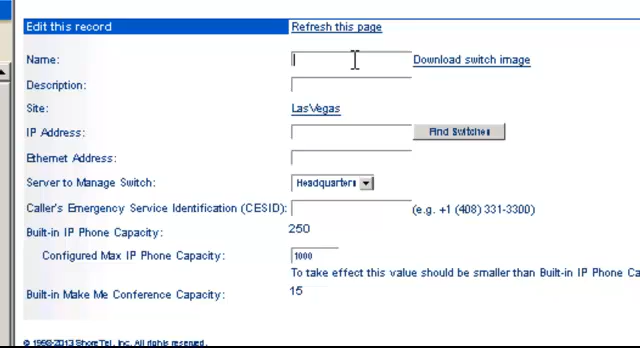 Edit this record Refresh this page
Name: Download switch image
Description:
Site: LasVegas
IP Address: Find Switches
Ethernet Address:
Server to Manage Switch: Headquarters
Caller's Emergency Service Identification (CESID): (e.g. +1 (408) 331-3300)
Built-in IP Phone Capacity: 250
Configured Max IP Phone Capacity: 1000
To take effect this value should be smaller than Built-in IP Phone Ca
Built-in Make Me Conference Capacity: 15
© 1998-2013 ShoreTel, Inc. All rights reserved.